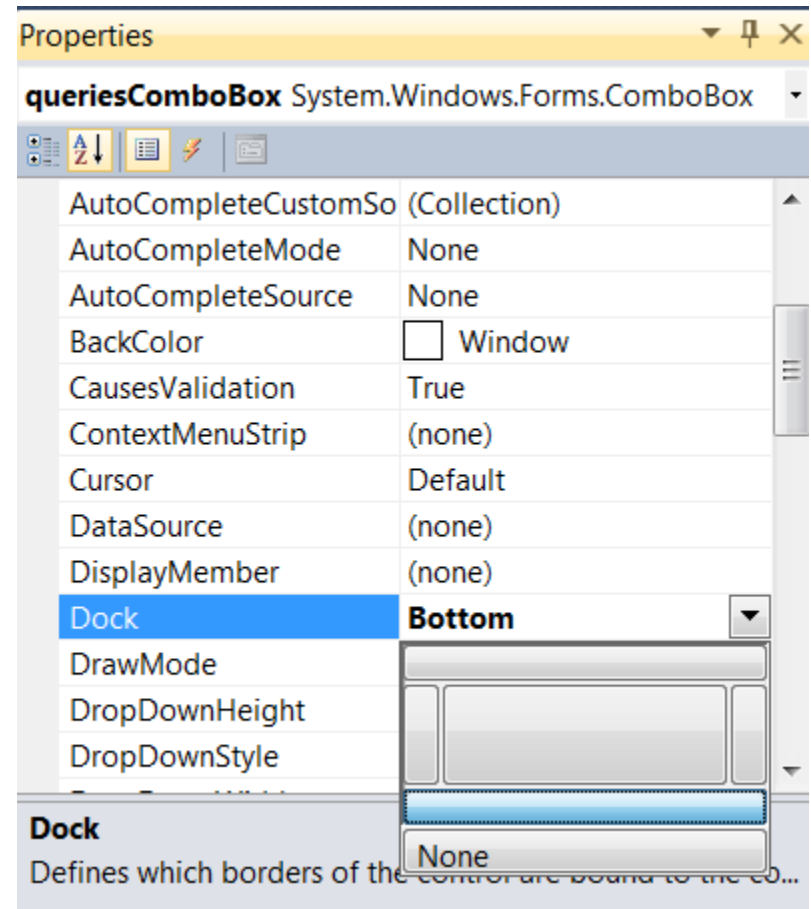 Properties
queriesComboBox System.Windows.Forms.ComboBox
AutoCompleteCustomSo (Collection)
AutoCompleteMode None
AutoCompleteSource None
BackColor Window
CausesValidation True
ContextMenuStrip (none)
Cursor Default
DataSource (none)
DisplayMember (none)
Dock Bottom
DrawMode
DropDownHeight
DropDownStyle
None
Dock
Defines which borders of the control are bound to the co...